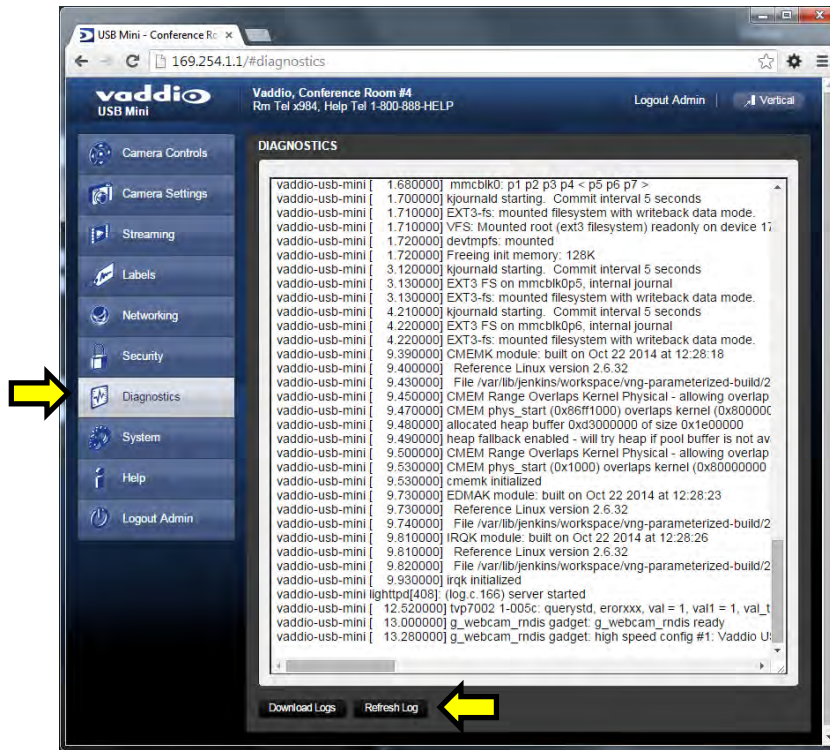 USB Mini - Conference Ro
169.254.1.1/#diagnostics
vaddio
USB Mini
Vaddio, Conference Room #4
Rm Tel x984, Help Tel 1-800-888-HELP
Logout Admin
Vertical
Camera Controls
Camera Settings
Streaming
Labels
Networking
Security
Diagnostics
System
Help
Logout Admin
DIAGNOSTICS
vaddio-usb-mini [ 1.680000] mmcblk0: p1 p2 p3 p4 < p5 p6 p7 >
vaddio-usb-mini [ 1.700000] kjournald starting. Commit interval 5 seconds
vaddio-usb-mini [ 1.710000] EXT3-fs: mounted filesystem with writeback data mode.
vaddio-usb-mini [ 1.710000] VFS: Mounted root (ext3 filesystem) readonly on device 17
vaddio-usb-mini [ 1.720000] devtmpfs: mounted
vaddio-usb-mini [ 1.720000] Freeing init memory: 128K
vaddio-usb-mini [ 3.120000] kjournald starting. Commit interval 5 seconds
vaddio-usb-mini [ 3.130000] EXT3 FS on mmcblk0p5, internal journal
vaddio-usb-mini [ 3.130000] EXT3-fs: mounted filesystem with writeback data mode.
vaddio-usb-mini [ 4.210000] kjournald starting. Commit interval 5 seconds
vaddio-usb-mini [ 4.220000] EXT3 FS on mmcblk0p6, internal journal
vaddio-usb-mini [ 4.220000] EXT3-fs: mounted filesystem with writeback data mode.
vaddio-usb-mini [ 9.390000] CMEMK module: built on Oct 22 2014 at 12:28:18
vaddio-usb-mini [ 9.400000] Reference Linux version 2.6.32
vaddio-usb-mini [ 9.430000] File /var/lib/jenkins/workspace/vng-parameterized-build/2
vaddio-usb-mini [ 9.450000] CMEM Range Overlaps Kernel Physical - allowing overlap
vaddio-usb-mini [ 9.470000] CMEM phys_start (0x86ff1000) overlaps kernel (0x800000
vaddio-usb-mini [ 9.480000] allocated heap buffer 0xd3000000 of size 0x1e00000
vaddio-usb-mini [ 9.490000] heap fallback enabled - will try heap if pool buffer is not av
vaddio-usb-mini [ 9.500000] CMEM Range Overlaps Kernel Physical - allowing overlap
vaddio-usb-mini [ 9.530000] CMEM phys_start (0x1000) overlaps kernel (0x80000000
vaddio-usb-mini [ 9.530000] cmemk initialized
vaddio-usb-mini [ 9.730000] EDMAK module: built on Oct 22 2014 at 12:28:23
vaddio-usb-mini [ 9.730000] Reference Linux version 2.6.32
vaddio-usb-mini [ 9.740000] File /var/lib/jenkins/workspace/vng-parameterized-build/2
vaddio-usb-mini [ 9.810000] IRQK module: built on Oct 22 2014 at 12:28:26
vaddio-usb-mini [ 9.810000] Reference Linux version 2.6.32
vaddio-usb-mini [ 9.820000] File /var/lib/jenkins/workspace/vng-parameterized-build/2
vaddio-usb-mini [ 9.930000] irqk initialized
vaddio-usb-mini lighttpd[408]: (log.c.166) server started
vaddio-usb-mini [ 12.520000] tvp7002 1-005c: querystd, erorxxx, val = 1, val1 = 1, val_t
vaddio-usb-mini [ 13.000000] g_webcam_rndis gadget: g_webcam_rndis ready
vaddio-usb-mini [ 13.280000] g_webcam_rndis gadget: high speed config #1: Vaddio U
Download Logs
Refresh Log